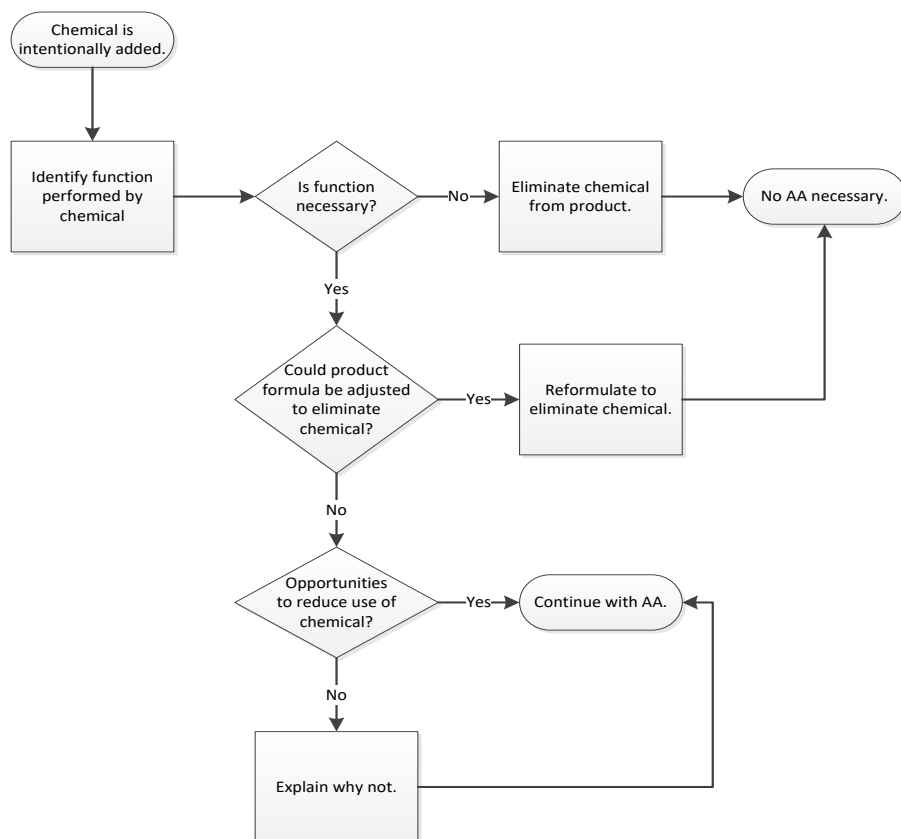 Chemical is
intentionally added.
Identify function
performed by
chemical
Is function
necessary?
No
Eliminate chemical
from product.
No AA necessary.
Yes
Could product
formula be adjusted
to eliminate
chemical?
Yes
Reformulate to
eliminate chemical.
No
Opportunities
to reduce use of
chemical?
Yes
Continue with AA.
No
Explain why not.